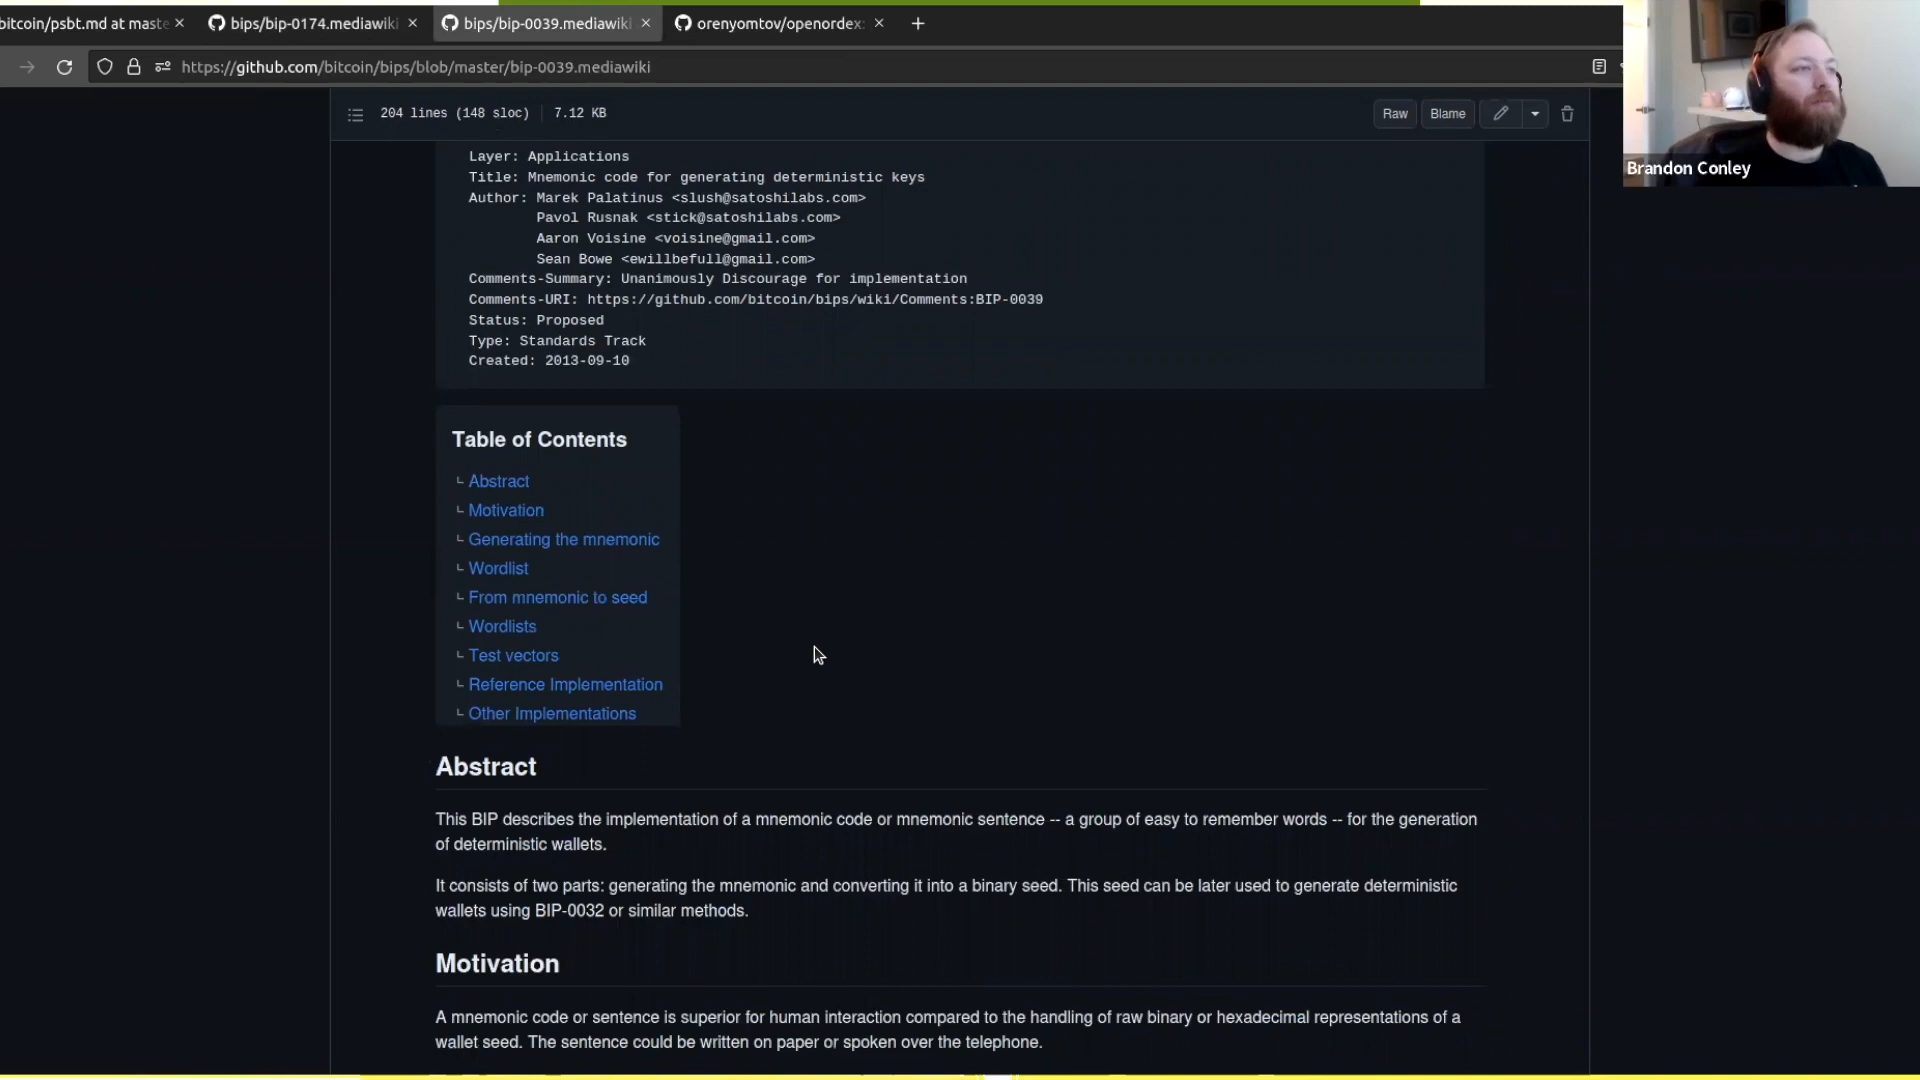 bitcoin/psbt.md at maste
bips/bip-0174.mediawiki
bips/bip-0039.mediawiki
orenyomtov/openordex:
https://github.com/bitcoin/bips/blob/master/bip-0039.mediawiki
204 lines (148 sloc) 7.12 KB
Raw Blame
Brandon Conley
Layer: Applications
Title: Mnemonic code for generating deterministic keys
Author: Marek Palatinus <slush@satoshilabs.com>
Pavol Rusnak <stick@satoshilabs.com>
Aaron Voisine <voisine@gmail.com>
Sean Bowe <ewillbefull@gmail.com>
Comments-Summary: Unanimously Discourage for implementation
Comments-URI: https://github.com/bitcoin/bips/wiki/Comments:BIP-0039
Status: Proposed
Type: Standards Track
Created: 2013-09-10
Table of Contents
Abstract
Motivation
Generating the mnemonic
Wordlist
From mnemonic to seed
Wordlists
Test vectors
Reference Implementation
Other Implementations
Abstract
This BIP describes the implementation of a mnemonic code or mnemonic sentence -- a group of easy to remember words -- for the generation
of deterministic wallets.
It consists of two parts: generating the mnemonic and converting it into a binary seed. This seed can be later used to generate deterministic
wallets using BIP-0032 or similar methods.
Motivation
A mnemonic code or sentence is superior for human interaction compared to the handling of raw binary or hexadecimal representations of a
wallet seed. The sentence could be written on paper or spoken over the telephone.